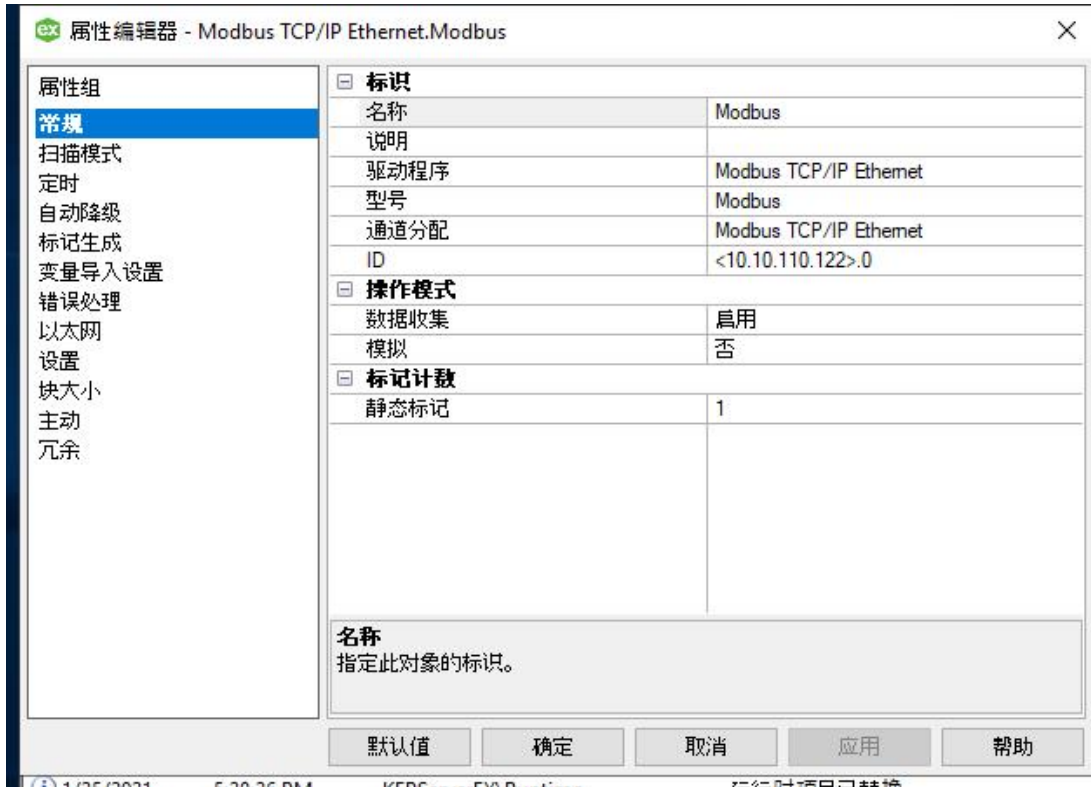 属性编辑器 - Modbus TCP/IP Ethernet.Modbus
属性组
常规
扫描模式
定时
自动降级
标记生成
变量导入设置
错误处理
以太网
设置
块大小
主动
冗余
标识
名称 Modbus
说明
驱动程序 Modbus TCP/IP Ethernet
型号 Modbus
通道分配 Modbus TCP/IP Ethernet
ID <10.10.110.122>.0
操作模式
数据收集 启用
模拟 否
标记计数
静态标记 1
名称
指定此对象的标识。
默认值 确定 取消 应用 帮助